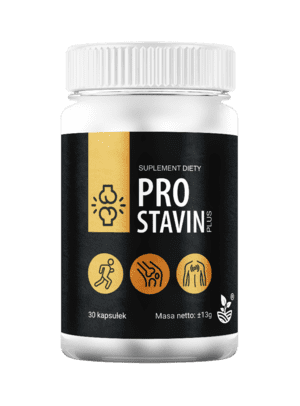 SUPLEMENT DIETY
PRO
STAVIN
PLUS
30 kapsułek
Masa netto: ±13g
®